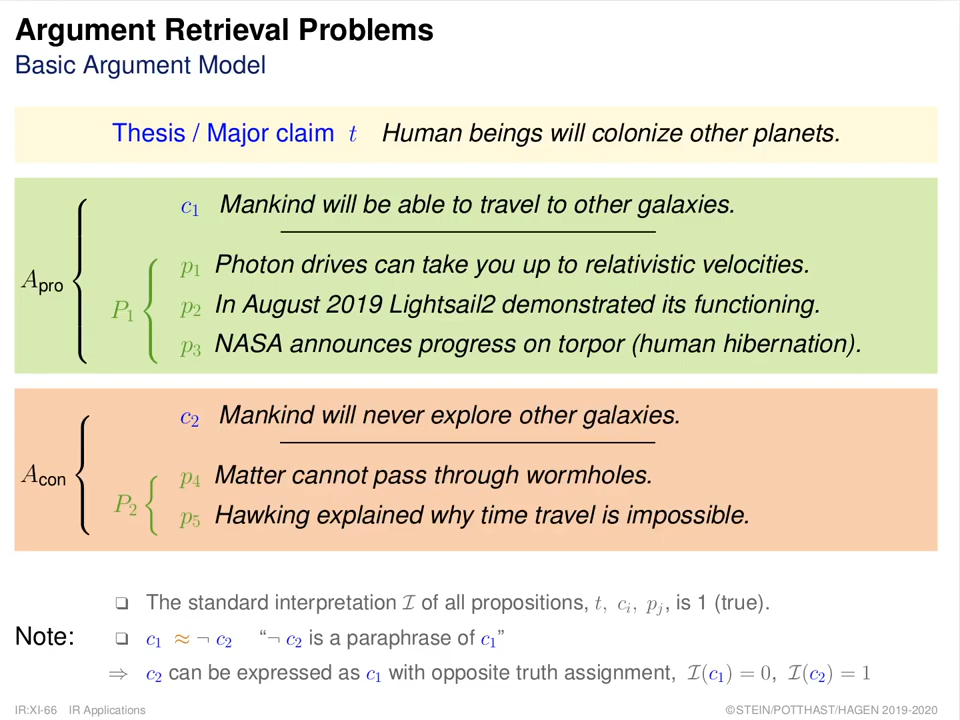 Argument Retrieval Problems
Basic Argument Model
Thesis / Major claim t Human beings will colonize other planets.
c₁ Mankind will be able to travel to other galaxies.
A_pro P₁ p₁ Photon drives can take you up to relativistic velocities.
p₂ In August 2019 Lightsail2 demonstrated its functioning.
p₃ NASA announces progress on torpor (human hibernation).
c₂ Mankind will never explore other galaxies.
A_con P₂ p₄ Matter cannot pass through wormholes.
p₅ Hawking explained why time travel is impossible.
❑ The standard interpretation ℐ of all propositions, t, cᵢ, pⱼ, is 1 (true).
Note: ❑ c₁ ≈ ¬ c₂ “¬ c₂ is a paraphrase of c₁”
⇒ c₂ can be expressed as c₁ with opposite truth assignment, ℐ(c₁) = 0, ℐ(c₂) = 1
IR:XI-66 IR Applications ©STEIN/POTTHAST/HAGEN 2019-2020